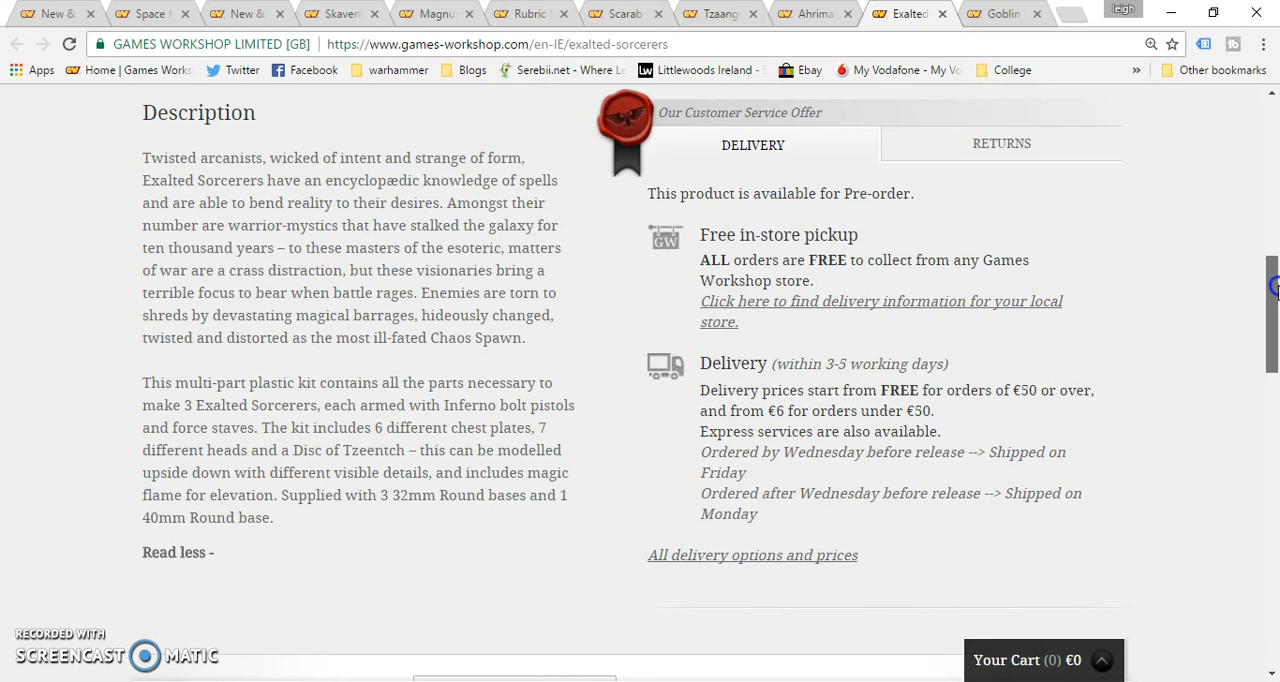 New &
Space
New &
Skaven
Magnu
Rubric
Scarab
Tzaang
Ahrima
Exalted
Goblin
leigh
GAMES WORKSHOP LIMITED [GB]
https://www.games-workshop.com/en-IE/exalted-sorcerers
Apps
Home | Games Works
Twitter
Facebook
warhammer
Blogs
Serebii.net - Where Le
Littlewoods Ireland -
Ebay
My Vodafone - My Vo
College
»
Other bookmarks
Description
Twisted arcanists, wicked of intent and strange of form,
Exalted Sorcerers have an encyclopædic knowledge of spells
and are able to bend reality to their desires. Amongst their
number are warrior-mystics that have stalked the galaxy for
ten thousand years – to these masters of the esoteric, matters
of war are a crass distraction, but these visionaries bring a
terrible focus to bear when battle rages. Enemies are torn to
shreds by devastating magical barrages, hideously changed,
twisted and distorted as the most ill-fated Chaos Spawn.
This multi-part plastic kit contains all the parts necessary to
make 3 Exalted Sorcerers, each armed with Inferno bolt pistols
and force staves. The kit includes 6 different chest plates, 7
different heads and a Disc of Tzeentch – this can be modelled
upside down with different visible details, and includes magic
flame for elevation. Supplied with 3 32mm Round bases and 1
40mm Round base.
Read less -
Our Customer Service Offer
DELIVERY
RETURNS
This product is available for Pre-order.
GW
Free in-store pickup
ALL orders are FREE to collect from any Games
Workshop store.
Click here to find delivery information for your local
store.
Delivery (within 3-5 working days)
Delivery prices start from FREE for orders of €50 or over,
and from €6 for orders under €50.
Express services are also available.
Ordered by Wednesday before release --> Shipped on
Friday
Ordered after Wednesday before release --> Shipped on
Monday
All delivery options and prices
RECORDED WITH
SCREENCAST MATIC
Your Cart (0) €0